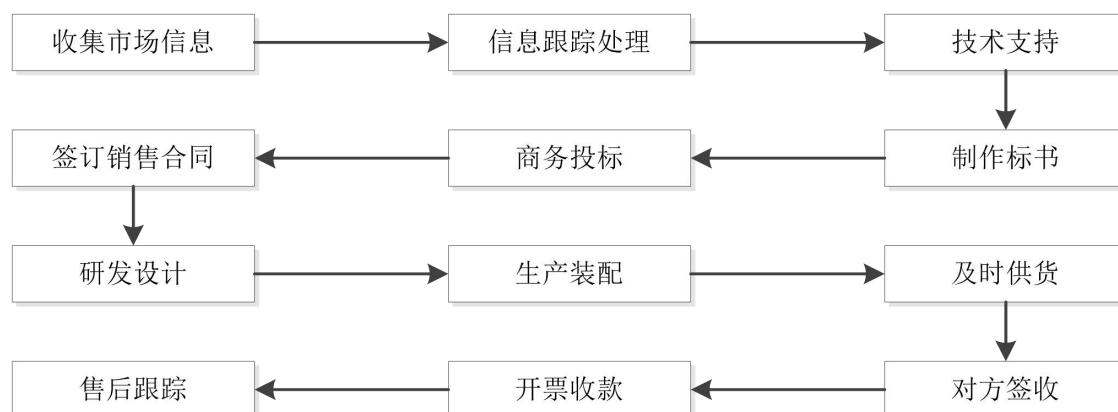 收集市场信息
信息跟踪处理
技术支持
签订销售合同
商务投标
制作标书
研发设计
生产装配
及时供货
售后跟踪
开票收款
对方签收